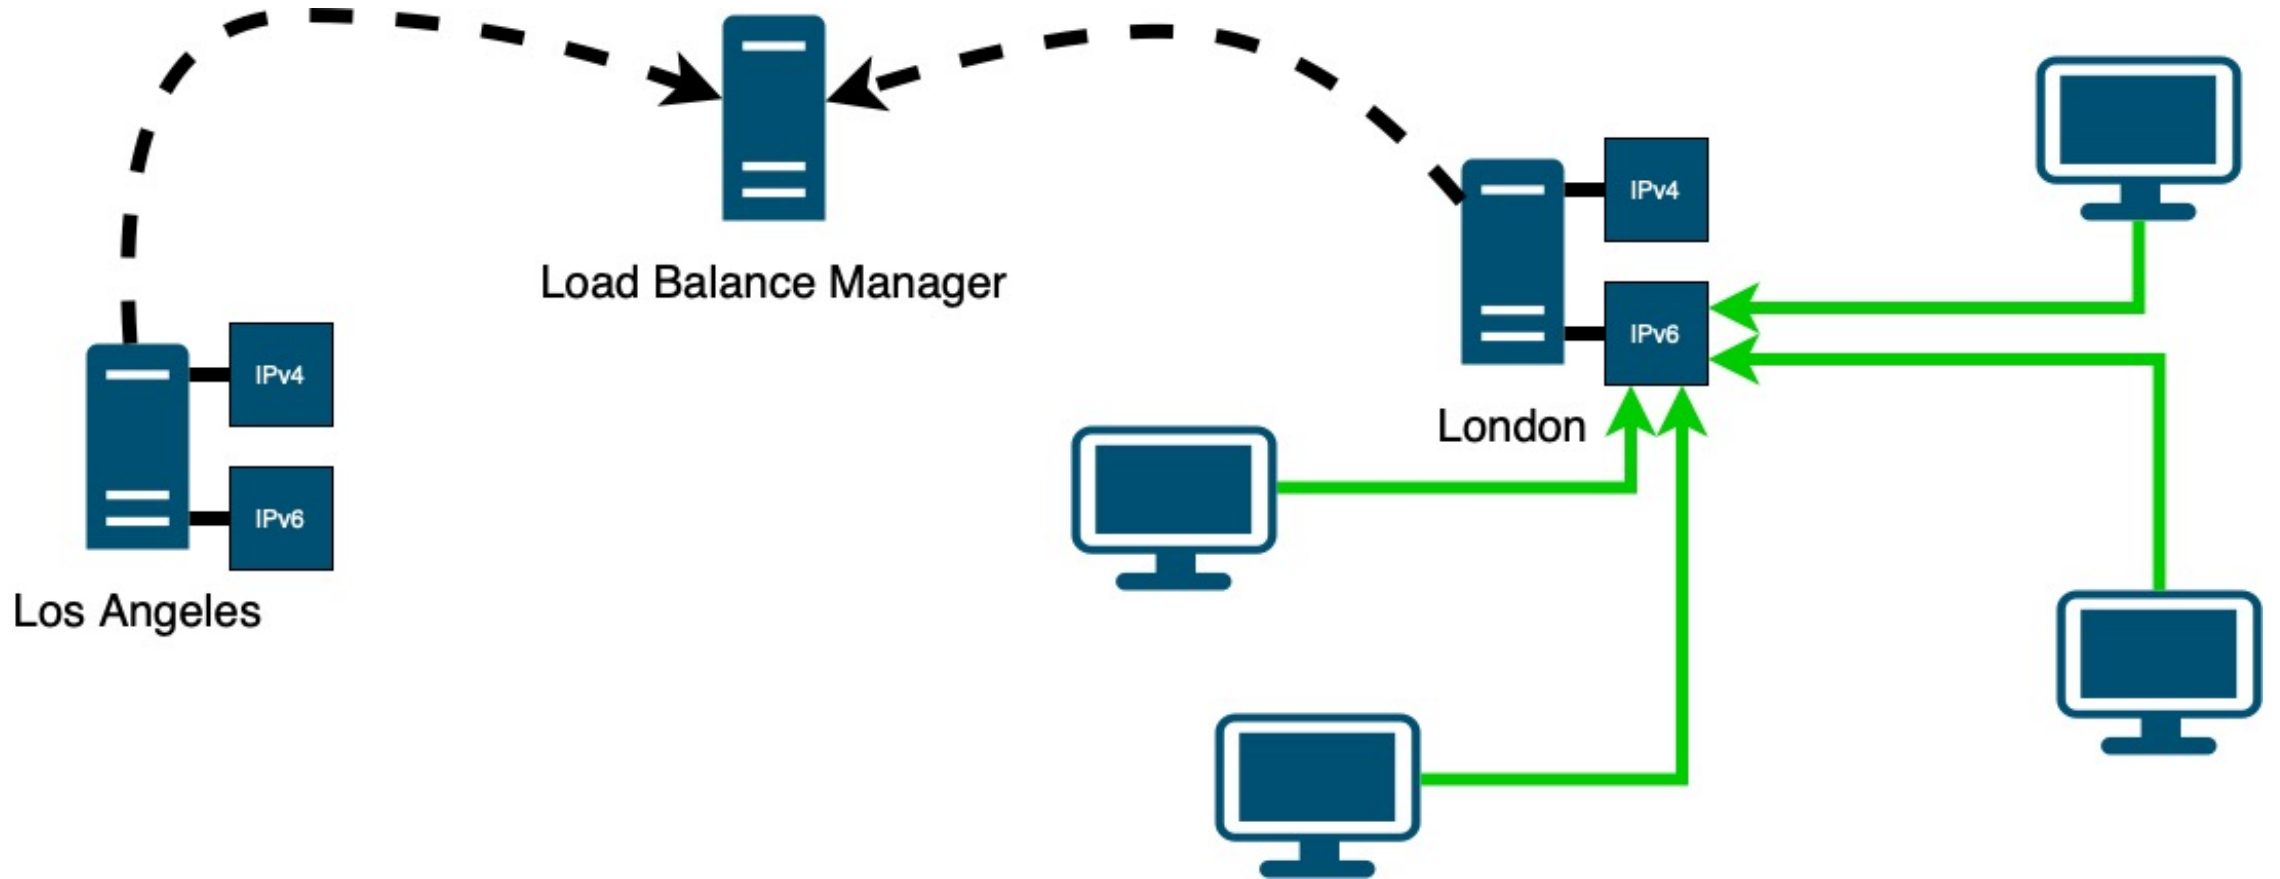 Load Balance Manager
IPv4
IPv6
London
IPv4
IPv6
Los Angeles